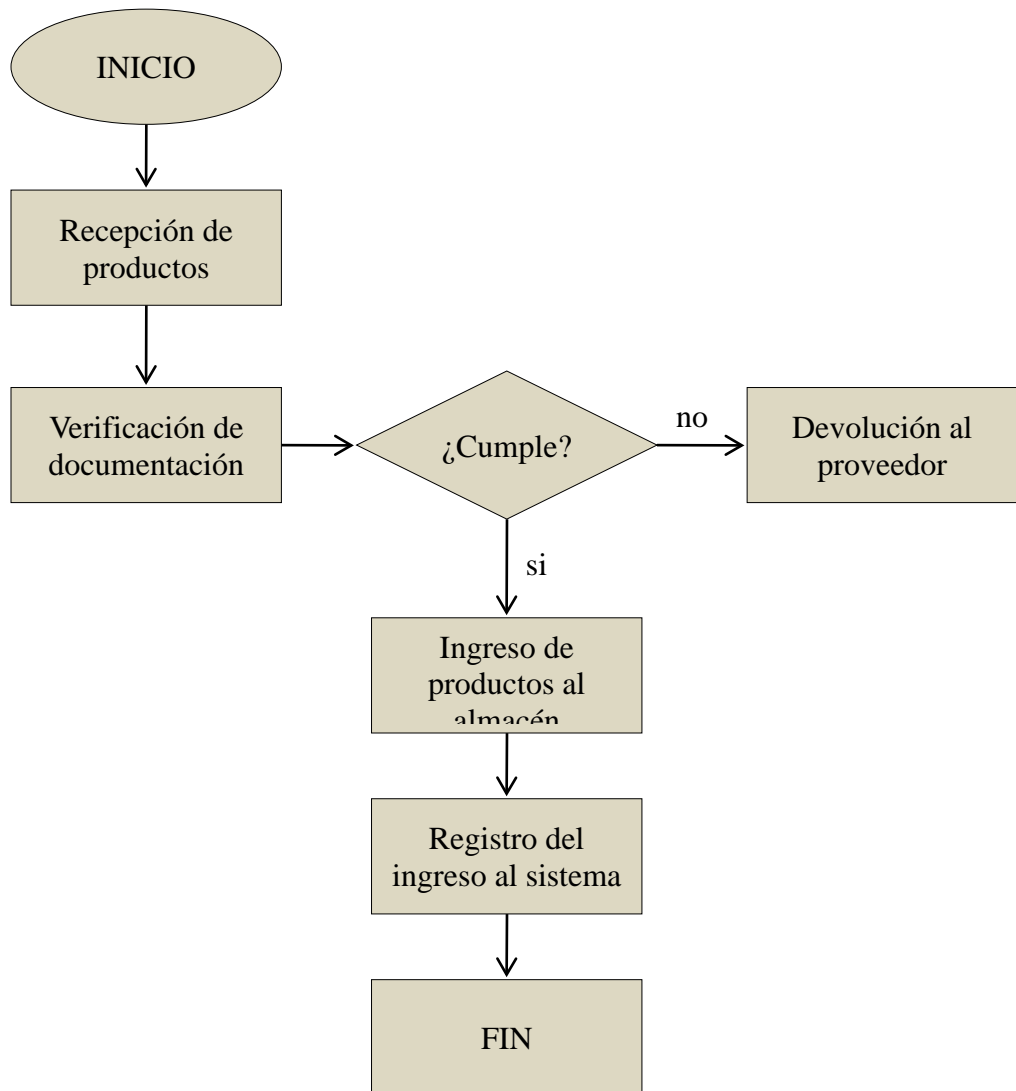 INICIO
Recepción de
productos
Verificación de
documentación
¿Cumple?
no
Devolución al
proveedor
si
Ingreso de
productos al
almacén
Registro del
ingreso al sistema
FIN